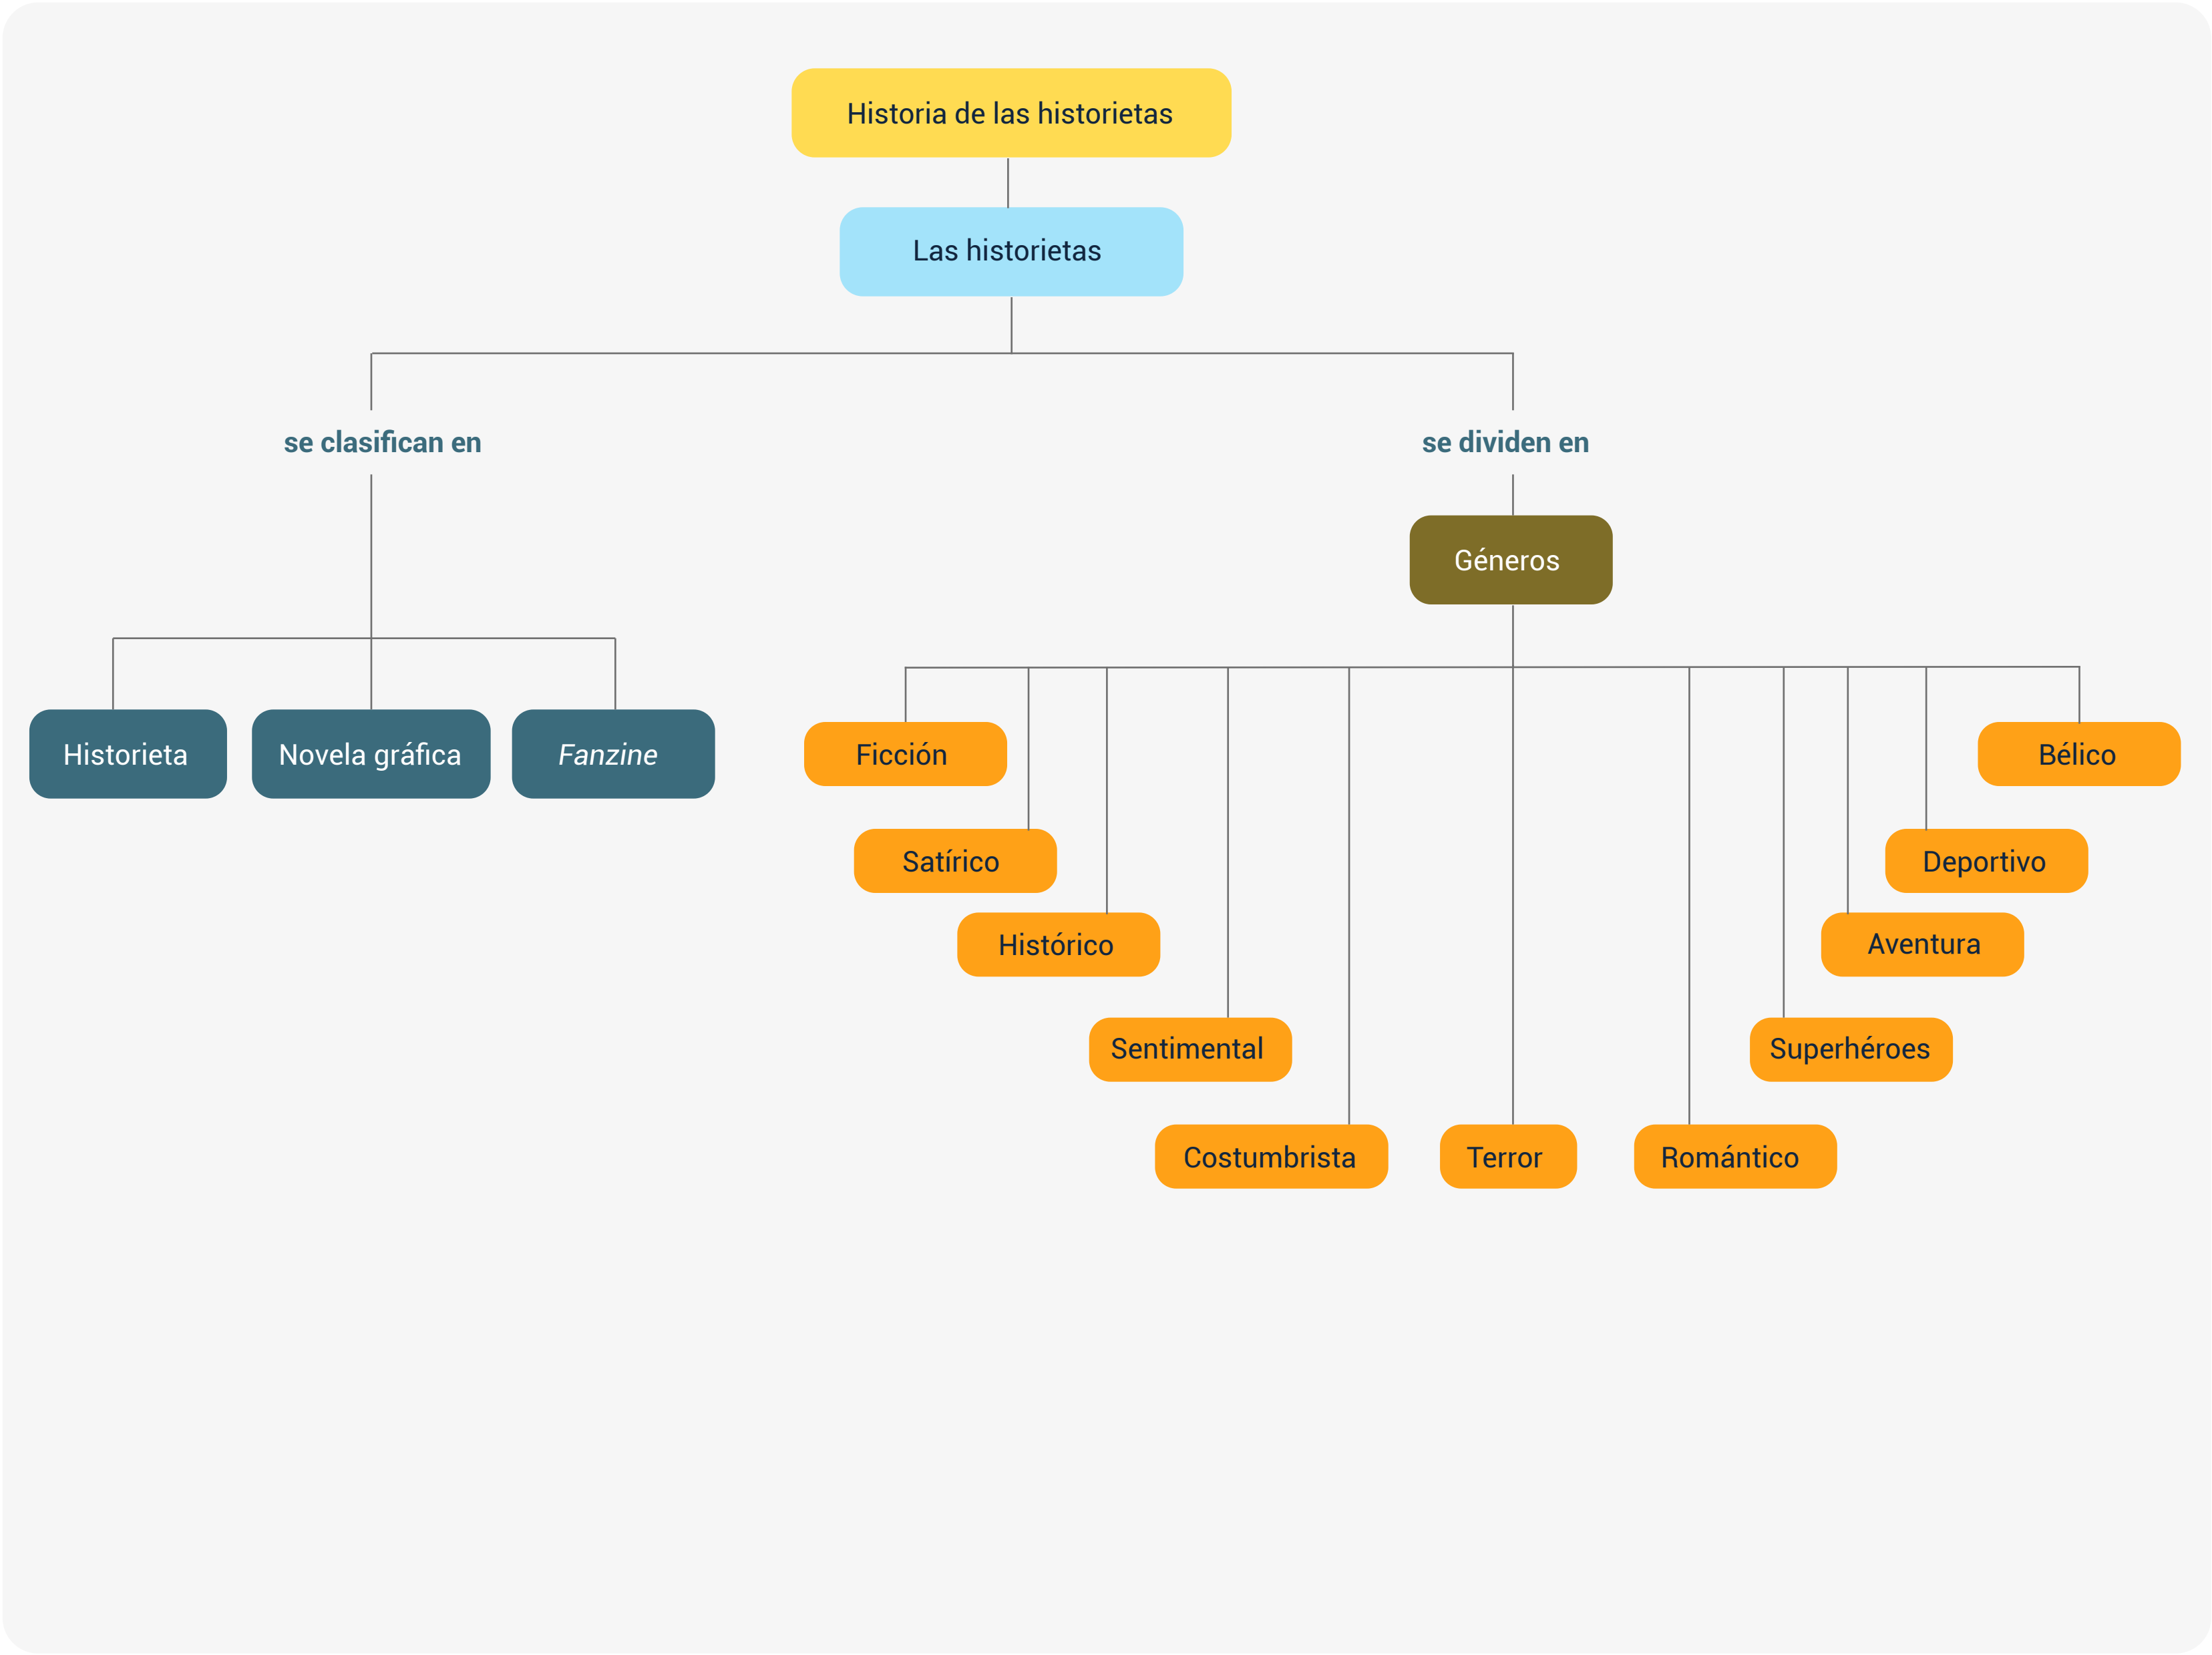 Historia de las historietas
Las historietas
se clasifican en
se dividen en
Géneros
Historieta
Novela gráfica
Fanzine
Ficción
Bélico
Satírico
Deportivo
Histórico
Aventura
Sentimental
Superhéroes
Costumbrista
Terror
Romántico